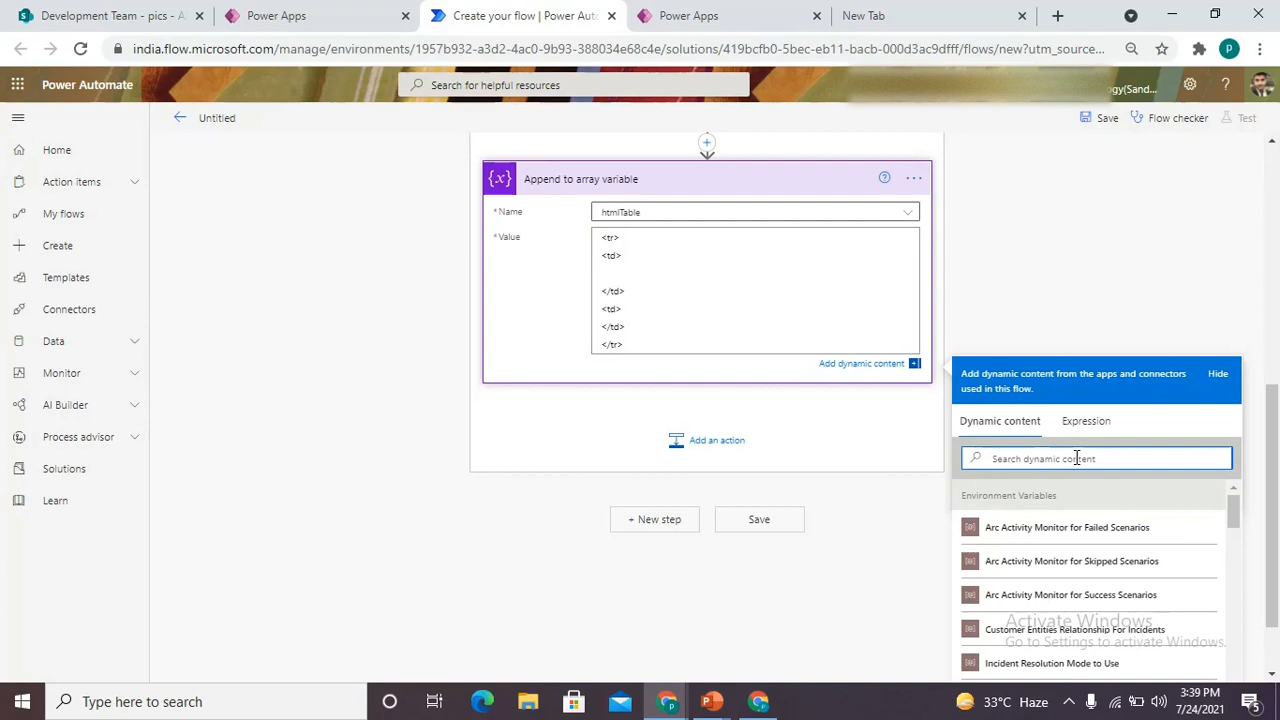 Development Team - pics - Al
Power Apps
Create your flow | Power Auto
Power Apps
New Tab
india.flow.microsoft.com/manage/environments/1957b932-a3d2-4ac0-9b93-388034e68c4e/solutions/419bcfb0-5bec-eb11-bacb-000d3ac9dfff/flows/new?utm_source...
Power Automate
Search for helpful resources
ogy(Sand...
Untitled
Save
Flow checker
Test
Home
Action items
My flows
Create
Templates
Connectors
Data
Monitor
AI Builder
Process advisor
Solutions
Learn
{x} Append to array variable
* Name
htmlTable
* Value
<tr>
<td>
</td>
<td>
</td>
</tr>
Add dynamic content
Add an action
+ New step
Save
Add dynamic content from the apps and connectors
used in this flow.
Hide
Dynamic content
Expression
Search dynamic content
Environment Variables
Arc Activity Monitor for Failed Scenarios
Arc Activity Monitor for Skipped Scenarios
Arc Activity Monitor for Success Scenarios
Customer Entities Relationship For Incidents
Incident Resolution Mode to Use
Activate Windows
Go to Settings to activate Windows.
Type here to search
33°C Haze
3:39 PM
7/24/2021
5